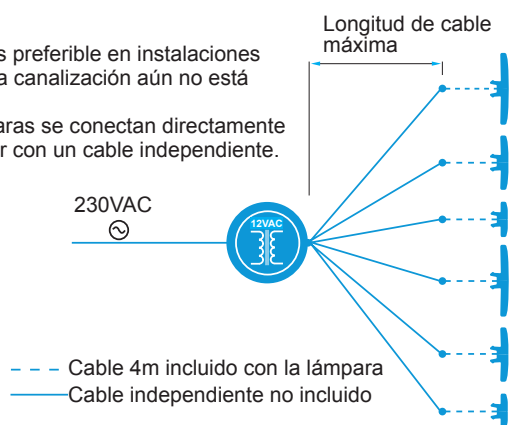 Longitud de cable
máxima
s preferible en instalaciones
a canalización aún no está
aras se conectan directamente
r con un cable independiente.
230VAC
12VAC
Cable 4m incluido con la lámpara
Cable independiente no incluido